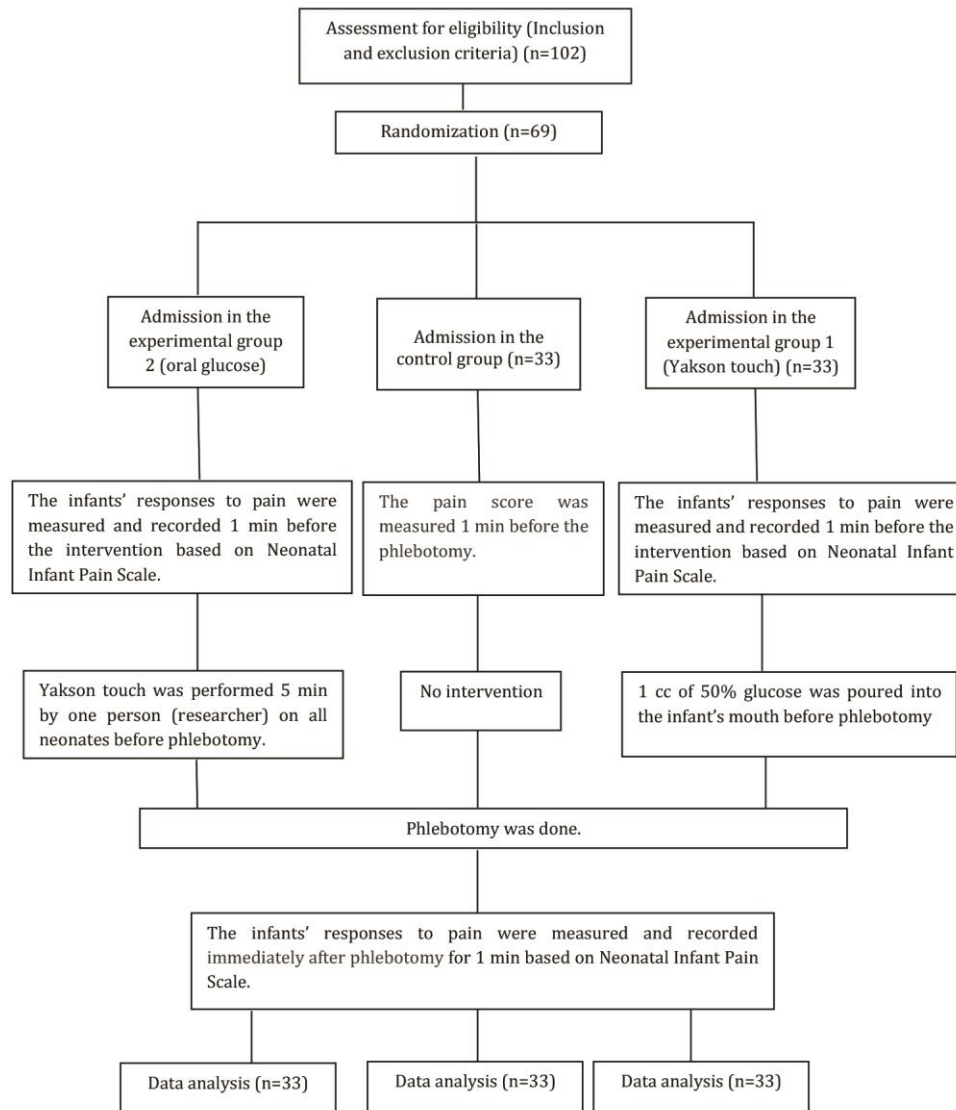 Assessment for eligibility (Inclusion
and exclusion criteria) (n=102)
Randomization (n=69)
Admission in the
experimental group
2 (oral glucose)
Admission in the
control group (n=33)
Admission in the
experimental group 1
(Yakson touch) (n=33)
The infants’ responses to pain were
measured and recorded 1 min before
the intervention based on Neonatal
Infant Pain Scale.
The pain score was
measured 1 min before the
phlebotomy.
The infants’ responses to pain were
measured and recorded 1 min before the
intervention based on Neonatal Infant
Pain Scale.
Yakson touch was performed 5 min
by one person (researcher) on all
neonates before phlebotomy.
No intervention
1 cc of 50% glucose was poured into
the infant’s mouth before phlebotomy
Phlebotomy was done.
The infants’ responses to pain were measured and recorded
immediately after phlebotomy for 1 min based on Neonatal Infant Pain
Scale.
Data analysis (n=33)
Data analysis (n=33)
Data analysis (n=33)